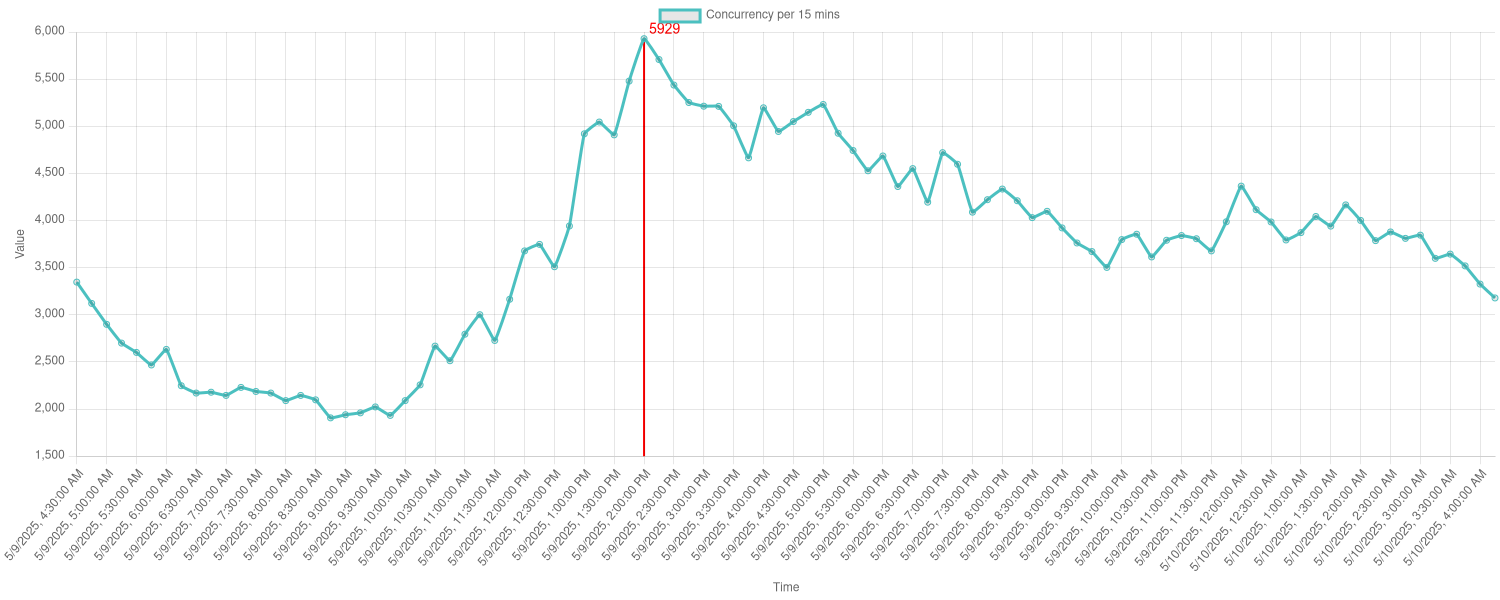 Concurrency per 15 mins
5929
6,000
5,500
5,000
4,500
4,000
3,500
3,000
2,500
2,000
1,500
Value
5/9/2025, 4:30:00 AM
5/9/2025, 5:00:00 AM
5/9/2025, 5:30:00 AM
5/9/2025, 6:00:00 AM
5/9/2025, 6:30:00 AM
5/9/2025, 7:00:00 AM
5/9/2025, 7:30:00 AM
5/9/2025, 8:00:00 AM
5/9/2025, 8:30:00 AM
5/9/2025, 9:00:00 AM
5/9/2025, 9:30:00 AM
5/9/2025, 10:00:00 AM
5/9/2025, 10:30:00 AM
5/9/2025, 11:00:00 AM
5/9/2025, 11:30:00 AM
5/9/2025, 12:00:00 PM
5/9/2025, 12:30:00 PM
5/9/2025, 1:00:00 PM
5/9/2025, 1:30:00 PM
5/9/2025, 2:00:00 PM
5/9/2025, 2:30:00 PM
5/9/2025, 3:00:00 PM
5/9/2025, 3:30:00 PM
5/9/2025, 4:00:00 PM
5/9/2025, 4:30:00 PM
5/9/2025, 5:00:00 PM
5/9/2025, 5:30:00 PM
5/9/2025, 6:00:00 PM
5/9/2025, 6:30:00 PM
5/9/2025, 7:00:00 PM
5/9/2025, 7:30:00 PM
5/9/2025, 8:00:00 PM
5/9/2025, 8:30:00 PM
5/9/2025, 9:00:00 PM
5/9/2025, 9:30:00 PM
5/9/2025, 10:00:00 PM
5/9/2025, 10:30:00 PM
5/9/2025, 11:00:00 PM
5/9/2025, 11:30:00 PM
5/10/2025, 12:00:00 AM
5/10/2025, 12:30:00 AM
5/10/2025, 1:00:00 AM
5/10/2025, 1:30:00 AM
5/10/2025, 2:00:00 AM
5/10/2025, 2:30:00 AM
5/10/2025, 3:00:00 AM
5/10/2025, 3:30:00 AM
5/10/2025, 4:00:00 AM
Time